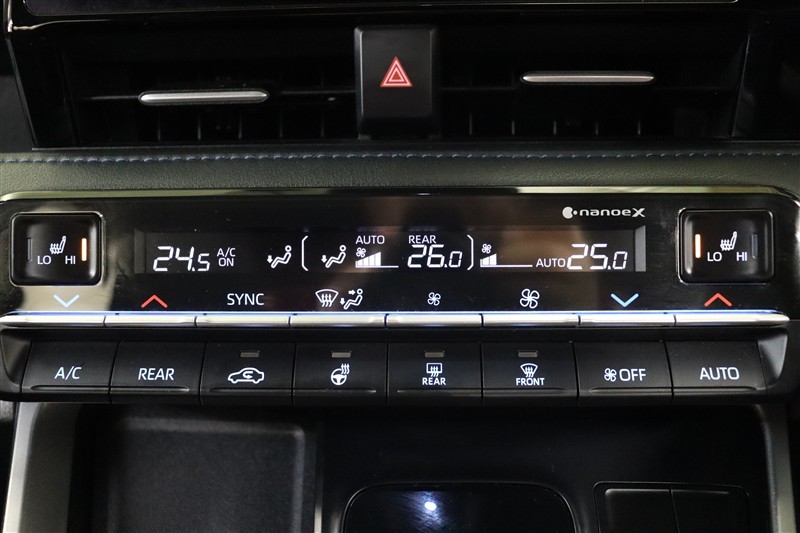 nanoe X
LO HI
24.5 A/C ON
AUTO
REAR 26.0
AUTO 25.0
LO HI
SYNC
A/C
REAR
REAR
FRONT
OFF
AUTO